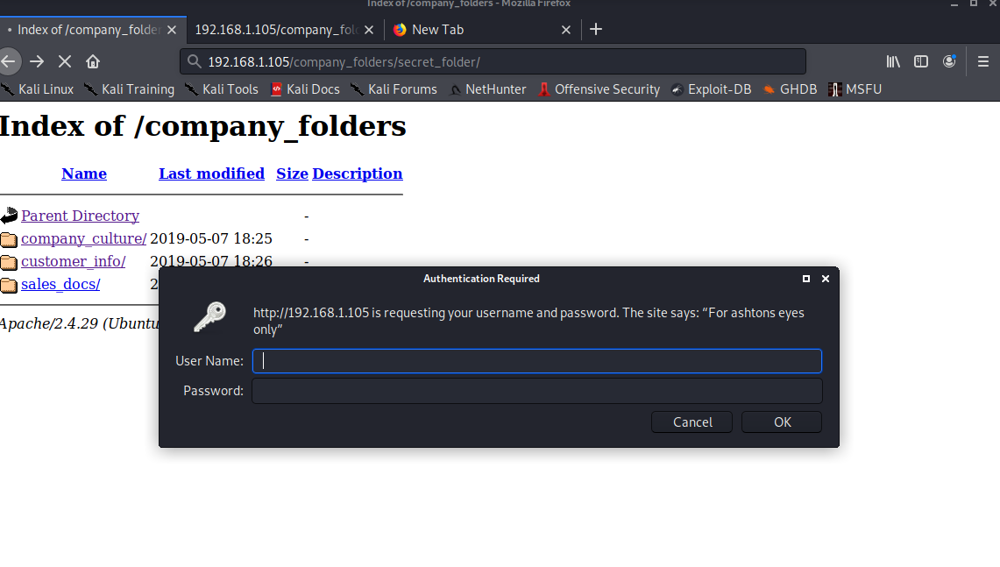 Index of /company_folders - Mozilla Firefox
• Index of /company_folder
192.168.1.105/company_fol
New Tab
192.168.1.105/company_folders/secret_folder/
Kali Linux Kali Training Kali Tools Kali Docs Kali Forums NetHunter Offensive Security Exploit-DB GHDB MSFU
Index of /company_folders
Name Last modified Size Description
Parent Directory -
company_culture/ 2019-05-07 18:25 -
customer_info/ 2019-05-07 18:26 -
sales_docs/ 2
Apache/2.4.29 (Ubuntu
Authentication Required
http://192.168.1.105 is requesting your username and password. The site says: “For ashtons eyes
only”
User Name:
Password:
Cancel OK